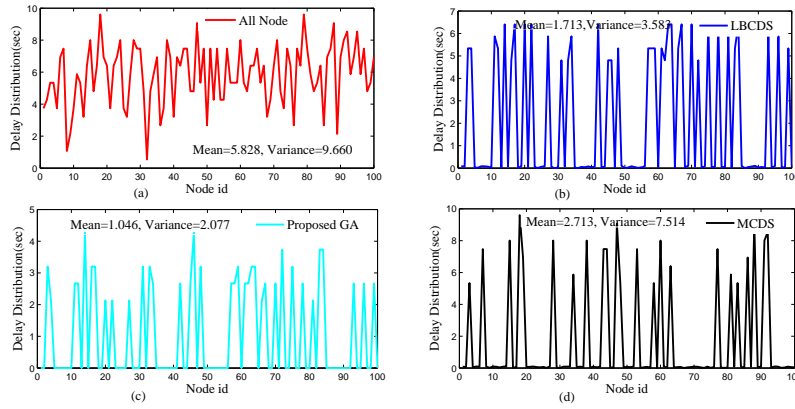 All Node
Mean=5.828, Variance=9.660
Delay Distribution(sec)
10
8
6
4
2
0
0 10 20 30 40 50 60 70 80 90 100
Node id
(a)
Mean=1.713,Variance=3.583
LBCDS
Delay Distribution(sec)
7
6
5
4
3
2
1
0
0 10 20 30 40 50 60 70 80 90 100
Node id
(b)
Mean=1.046, Variance=2.077
Proposed GA
Delay Distribution(sec)
5
4
3
2
1
0
0 10 20 30 40 50 60 70 80 90 100
Node id
(c)
Mean=2.713, Variance=7.514
MCDS
Delay Distribution(sec)
10
8
6
4
2
0
0 10 20 30 40 50 60 70 80 90 100
Node id
(d)